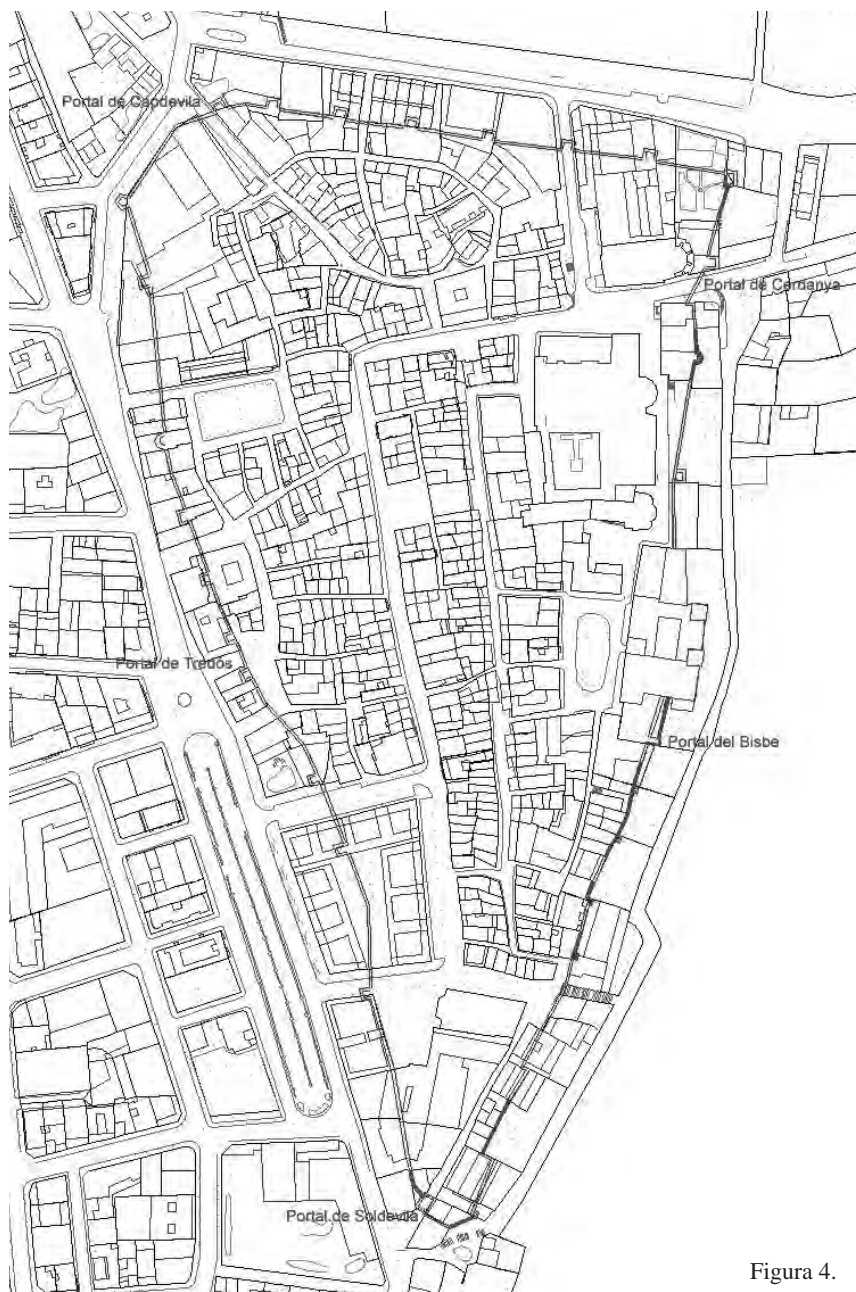 Portal de Capdevila
Portal de Cerdanya
Portal de Tredòs
Portal del Bisbe
Portal de Soldevila
Figura 4.